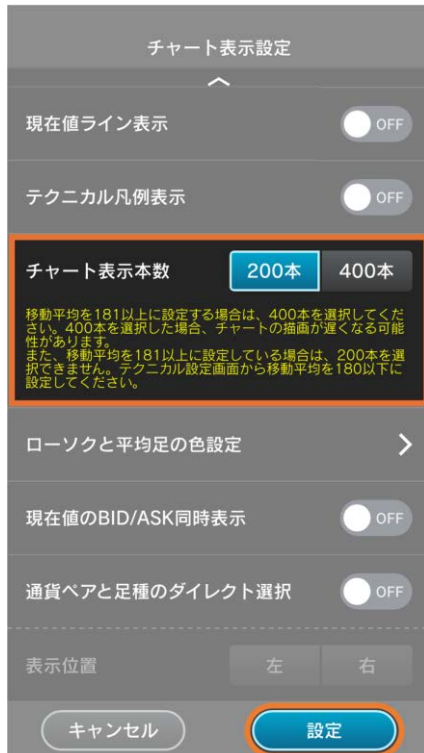 チャート表示設定
現在値ライン表示 OFF
テクニカル凡例表示 OFF
チャート表示本数 200本 400本
移動平均を181以上に設定する場合は、400本を選択してくだ
さい。400本を選択した場合、チャートの描画が遅くなる可能
性があります。
また、移動平均を181以上に設定している場合は、200本を選
択できません。テクニカル設定画面から移動平均を180以下に
設定してください。
ローソクと平均足の色設定
現在値のBID/ASK同時表示 OFF
通貨ペアと足種のダイレクト選択 OFF
表示位置 左 右
キャンセル 設定